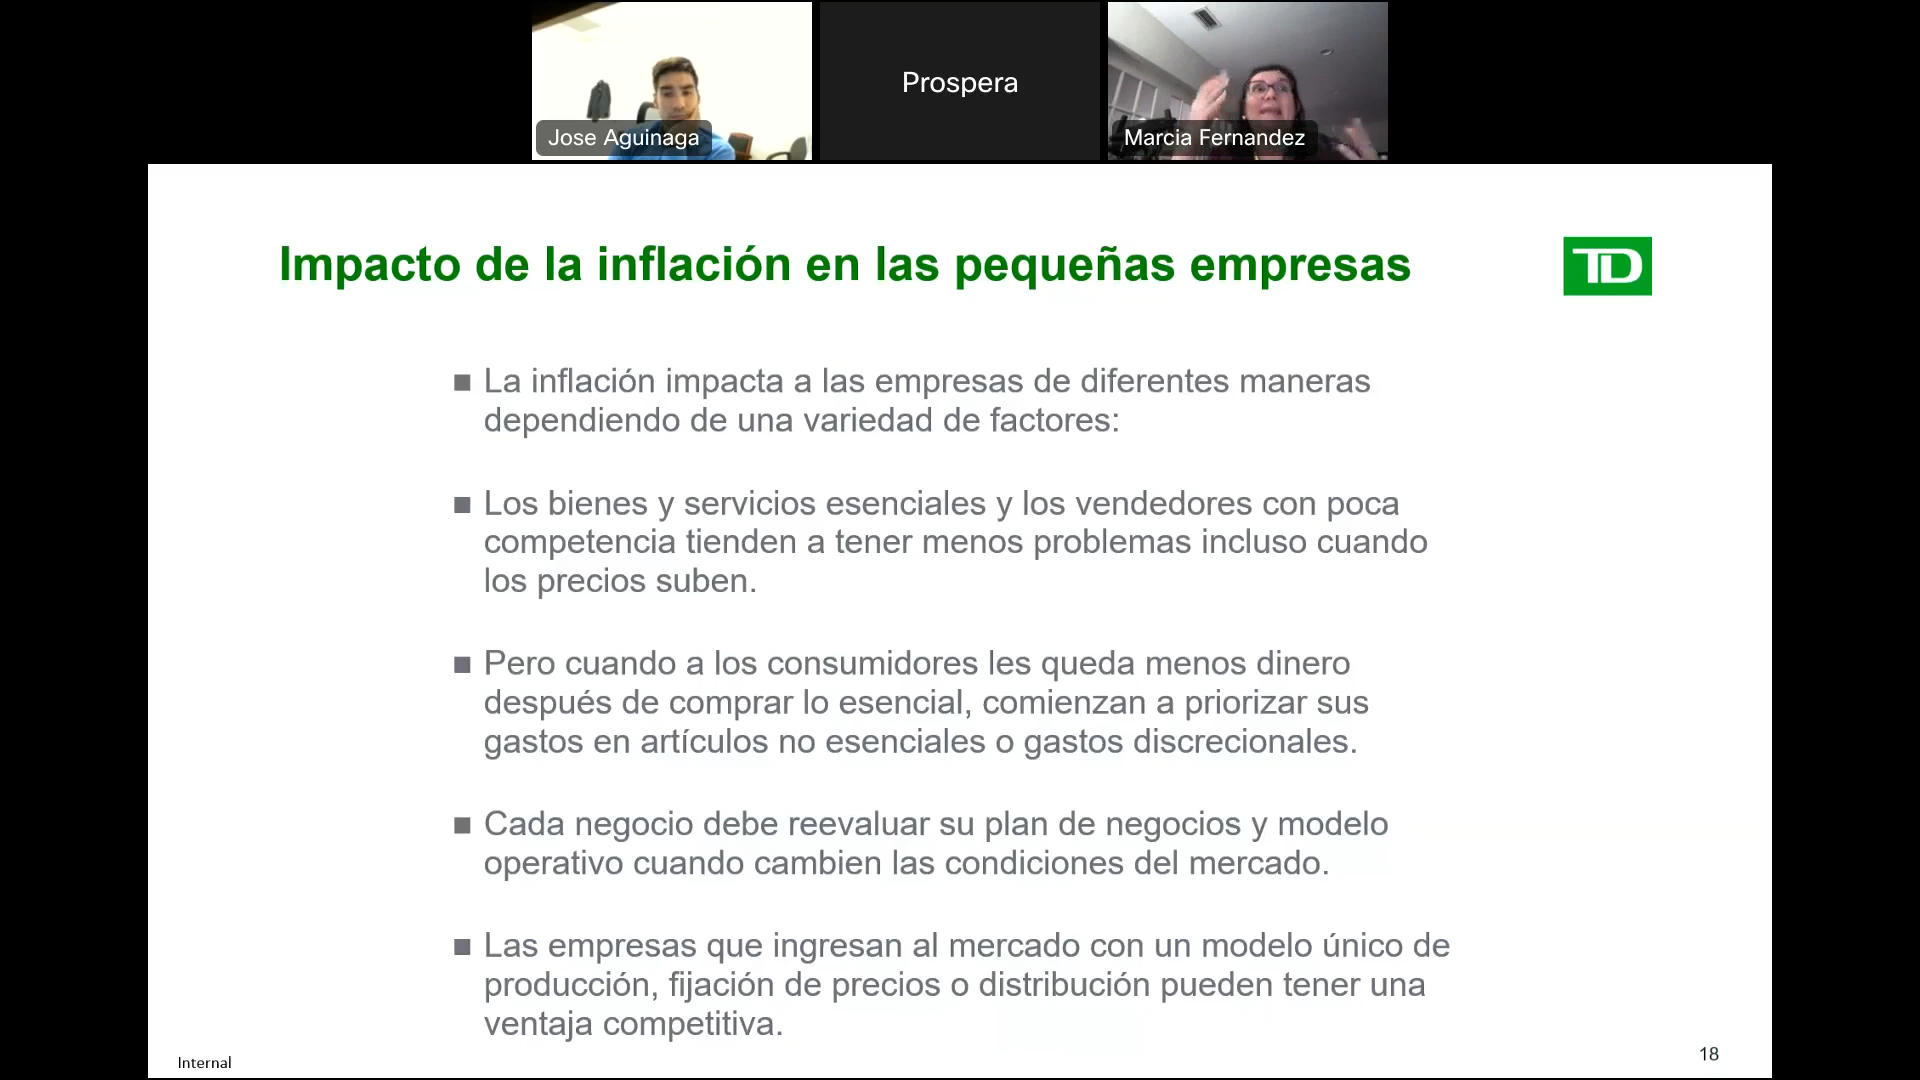 Jose Aguinaga
Prospera
Marcia Fernandez
Impacto de la inflación en las pequeñas empresas
TD
■ La inflación impacta a las empresas de diferentes maneras
dependiendo de una variedad de factores:
■ Los bienes y servicios esenciales y los vendedores con poca
competencia tienden a tener menos problemas incluso cuando
los precios suben.
■ Pero cuando a los consumidores les queda menos dinero
después de comprar lo esencial, comienzan a priorizar sus
gastos en artículos no esenciales o gastos discrecionales.
■ Cada negocio debe reevaluar su plan de negocios y modelo
operativo cuando cambien las condiciones del mercado.
■ Las empresas que ingresan al mercado con un modelo único de
producción, fijación de precios o distribución pueden tener una
ventaja competitiva.
Internal
18